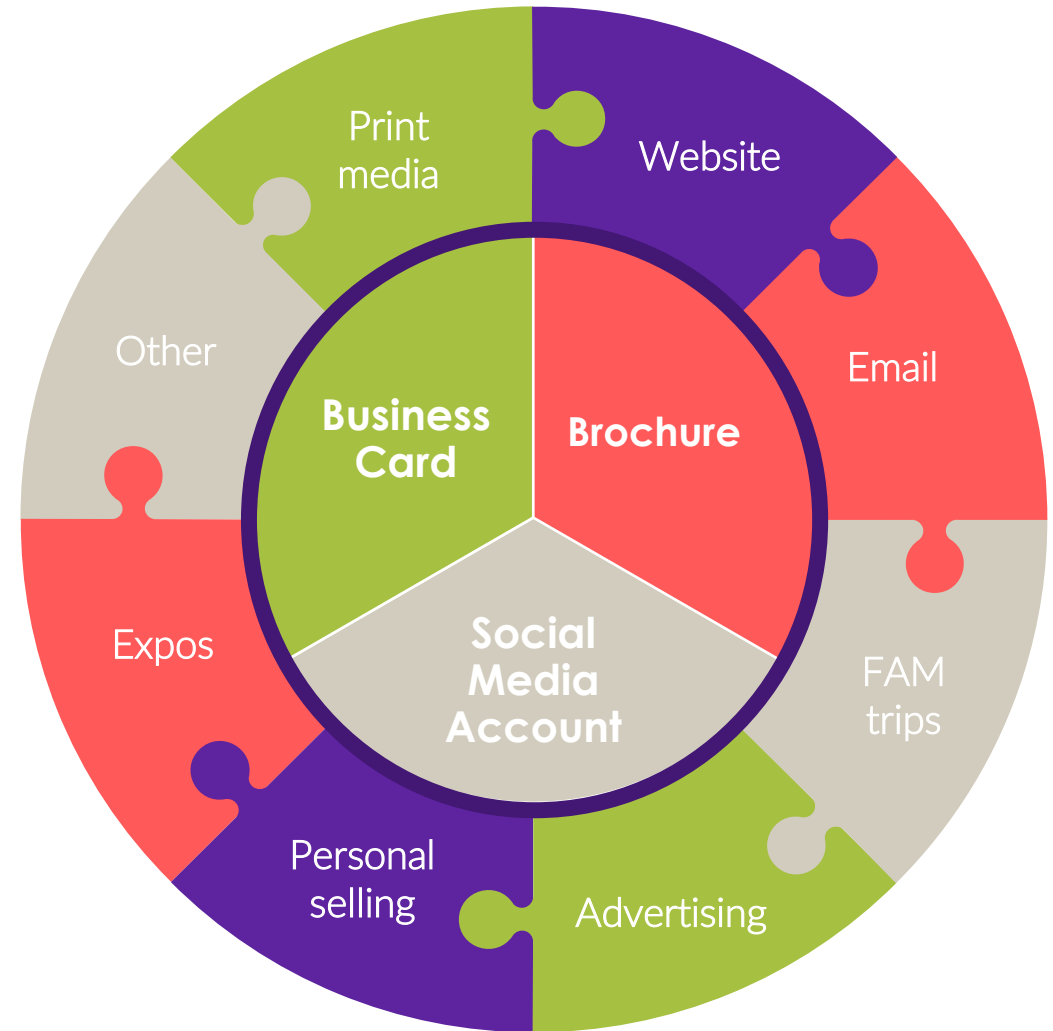 Print
media
Website
Email
FAM
trips
Advertising
Personal
selling
Expos
Other
Business
Card
Brochure
Social
Media
Account